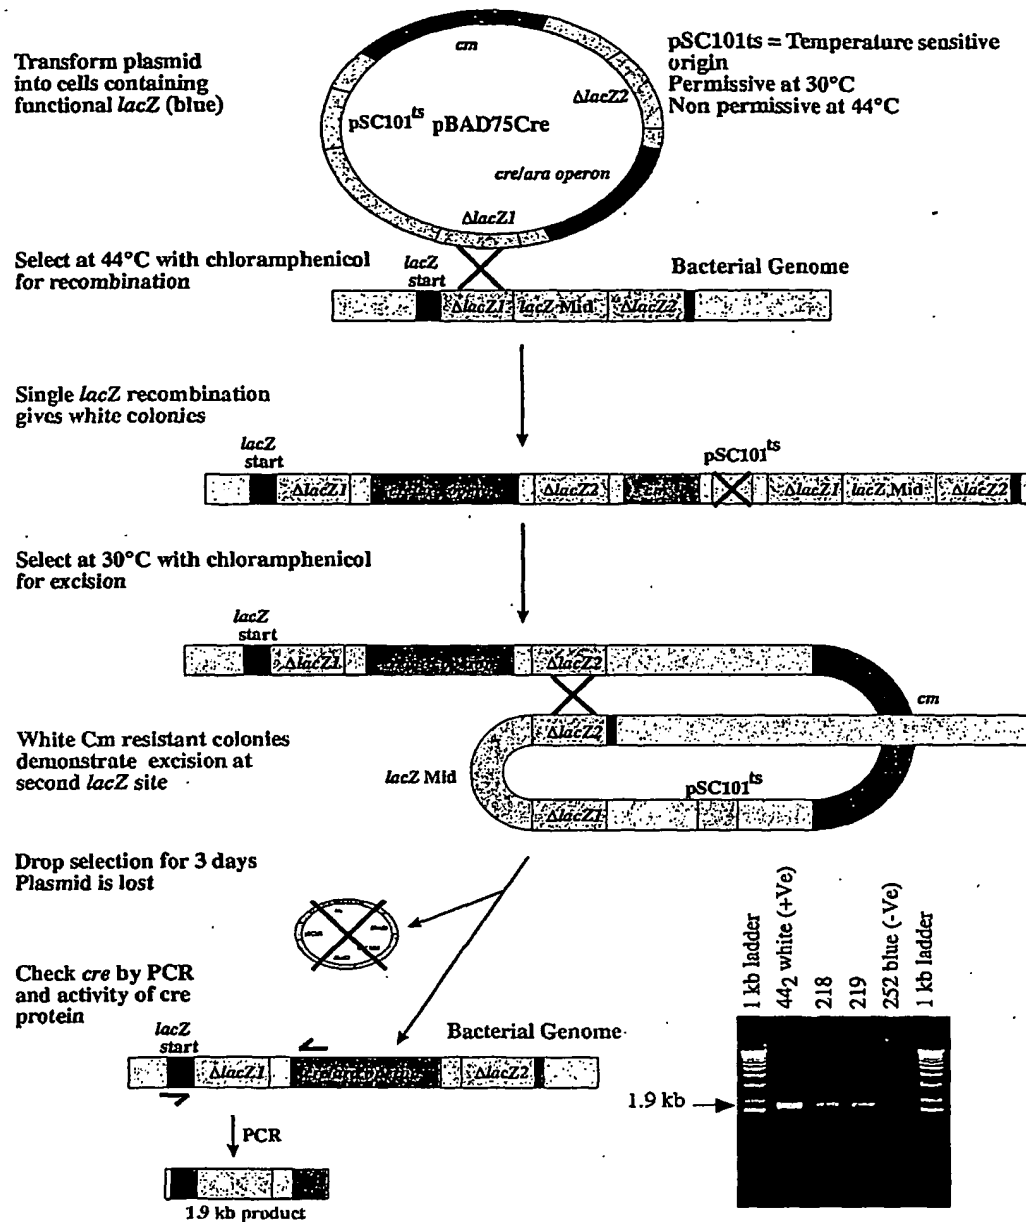 Transform plasmid
into cells containing
functional lacZ (blue)
cm
ΔlacZ2
pSC101ts pBAD75Cre
cre/ara operon
ΔlacZ1
pSC101ts = Temperature sensitive
origin
Permissive at 30°C
Non permissive at 44°C
Select at 44°C with chloramphenicol
for recombination
lacZ
start
Bacterial Genome
ΔlacZ1 lacZ Mid ΔlacZ2
Single lacZ recombination
gives white colonies
lacZ
start
pSC101ts
ΔlacZ1 ΔlacZ2 ΔlacZ1 lacZ Mid ΔlacZ2
Select at 30°C with chloramphenicol
for excision
lacZ
start
ΔlacZ1 ΔlacZ2
cm
ΔlacZ2
White Cm resistant colonies
demonstrate excision at
second lacZ site
lacZ Mid
pSC101ts
ΔlacZ1
Drop selection for 3 days
Plasmid is lost
Check cre by PCR
and activity of cre
protein
lacZ
start
Bacterial Genome
ΔlacZ1 ΔlacZ2
PCR
1.9 kb product
1 kb ladder
442 white (+Ve)
218
219
252 blue (-Ve)
1 kb ladder
1.9 kb